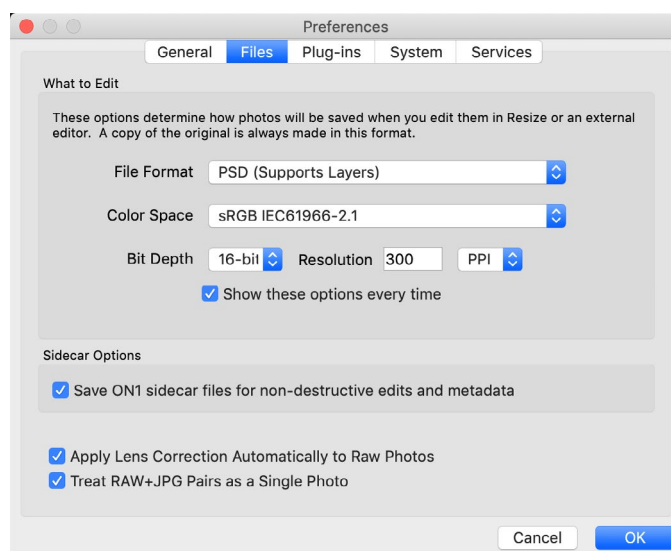 Preferences
General Files Plug-ins System Services
What to Edit
These options determine how photos will be saved when you edit them in Resize or an external
editor. A copy of the original is always made in this format.
File Format PSD (Supports Layers)
Color Space sRGB IEC61966-2.1
Bit Depth 16-bit Resolution 300 PPI
Show these options every time
Sidecar Options
Save ON1 sidecar files for non-destructive edits and metadata
Apply Lens Correction Automatically to Raw Photos
Treat RAW+JPG Pairs as a Single Photo
Cancel OK